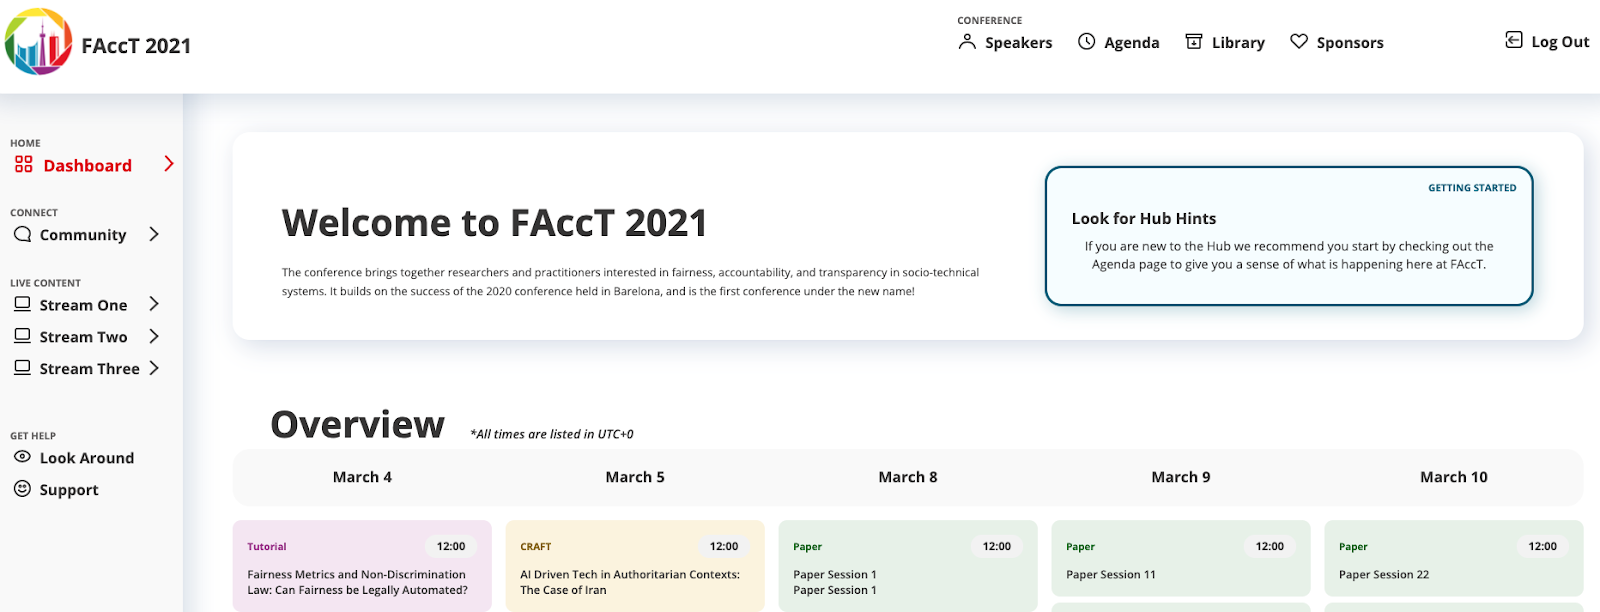 FAccT 2021
CONFERENCE
Speakers
Agenda
Library
Sponsors
Log Out
HOME
Dashboard
CONNECT
Community
LIVE CONTENT
Stream One
Stream Two
Stream Three
GET HELP
Look Around
Support
Welcome to FAccT 2021
The conference brings together researchers and practitioners interested in fairness, accountability, and transparency in socio-technical
systems. It builds on the success of the 2020 conference held in Barelona, and is the first conference under the new name!
GETTING STARTED
Look for Hub Hints
If you are new to the Hub we recommend you start by checking out the
Agenda page to give you a sense of what is happening here at FAccT.
Overview
*All times are listed in UTC+0
March 4
March 5
March 8
March 9
March 10
Tutorial
12:00
Fairness Metrics and Non-Discrimination
Law: Can Fairness be Legally Automated?
CRAFT
12:00
AI Driven Tech in Authoritarian Contexts:
The Case of Iran
Paper
12:00
Paper Session 1
Paper Session 1
Paper
12:00
Paper Session 11
Paper
12:00
Paper Session 22